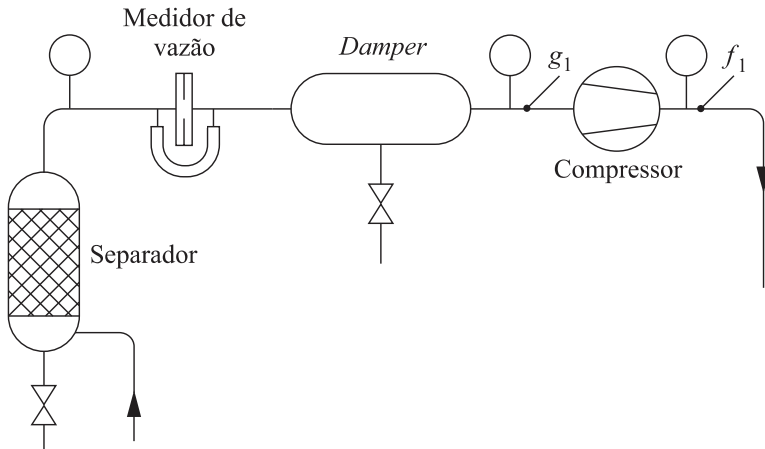 Medidor de
vazão
Damper
g1
f1
Compressor
Separador